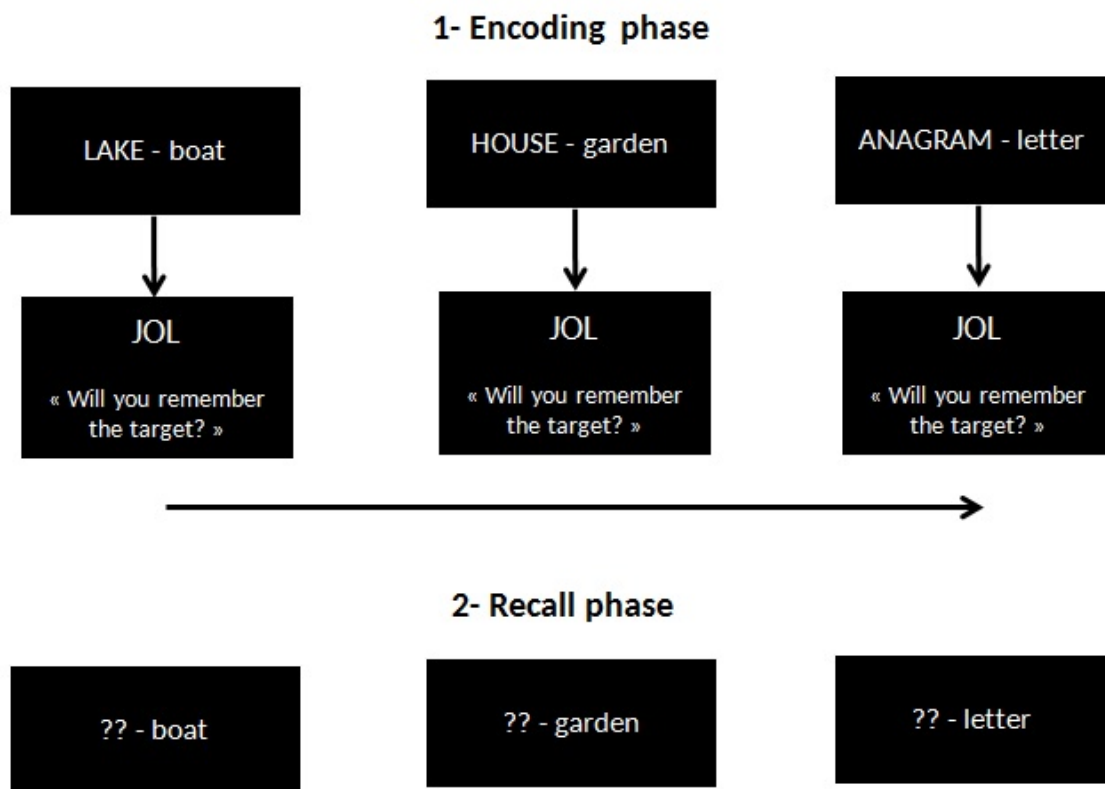 1- Encoding phase
LAKE - boat
HOUSE - garden
ANAGRAM - letter
JOL
« Will you remember
the target? »
JOL
« Will you remember
the target? »
JOL
« Will you remember
the target? »
2- Recall phase
?? - boat
?? - garden
?? - letter